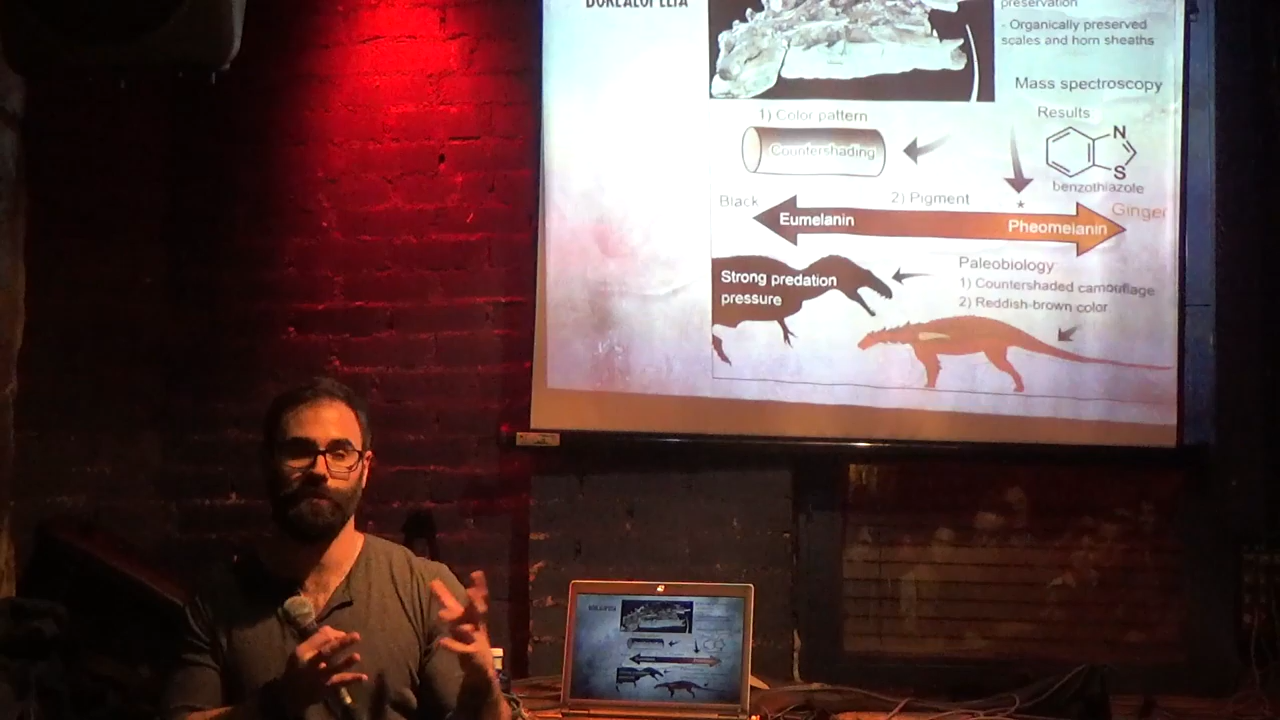 BOREALOPELTA
preservation
- Organically preserved
scales and horn sheaths
Mass spectroscopy
1) Color pattern
Results
Countershading
N
S
benzothiazole
Black
2) Pigment
*
Ginger
Eumelanin
Pheomelanin
Strong predation
pressure
Paleobiology
1) Countershaded camouflage
2) Reddish-brown color